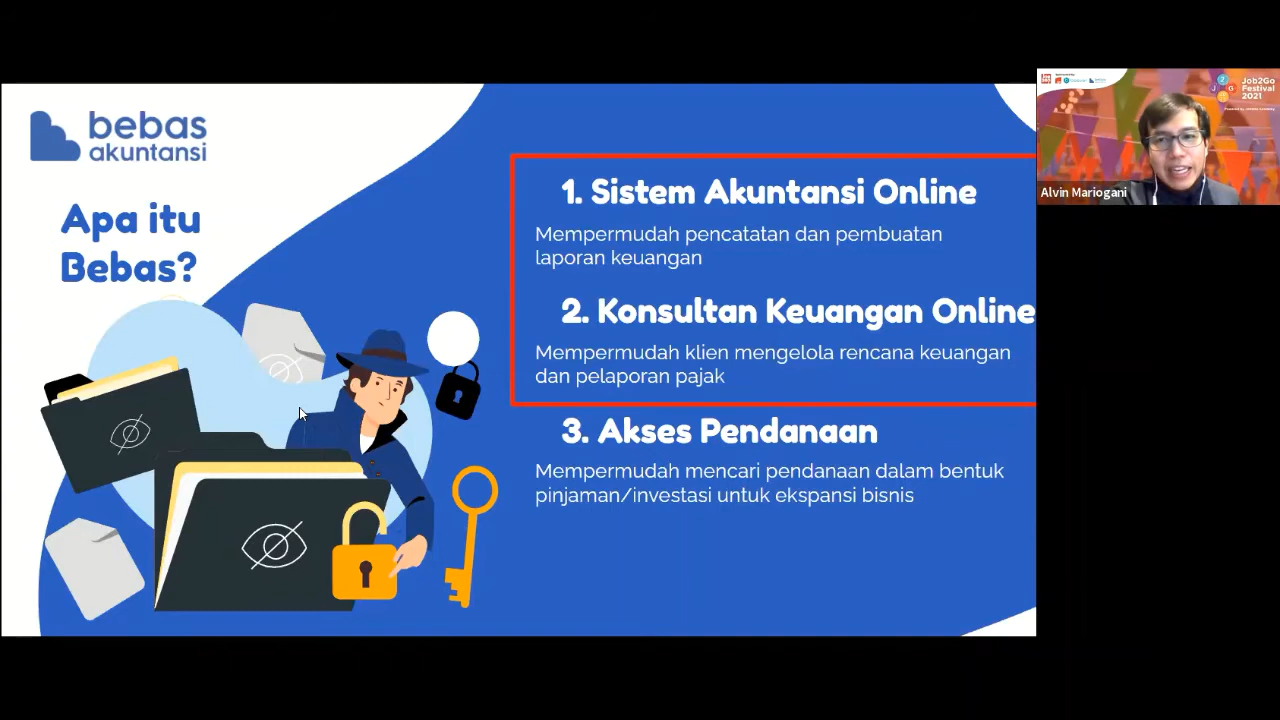 bebas
akuntansi
Apa itu
Bebas?
1. Sistem Akuntansi Online
Mempermudah pencatatan dan pembuatan
laporan keuangan
2. Konsultan Keuangan Online
Mempermudah klien mengelola rencana keuangan
dan pelaporan pajak
3. Akses Pendanaan
Mempermudah mencari pendanaan dalam bentuk
pinjaman/investasi untuk ekspansi bisnis
Job2Go
Festival
2021
Alvin Mariogani